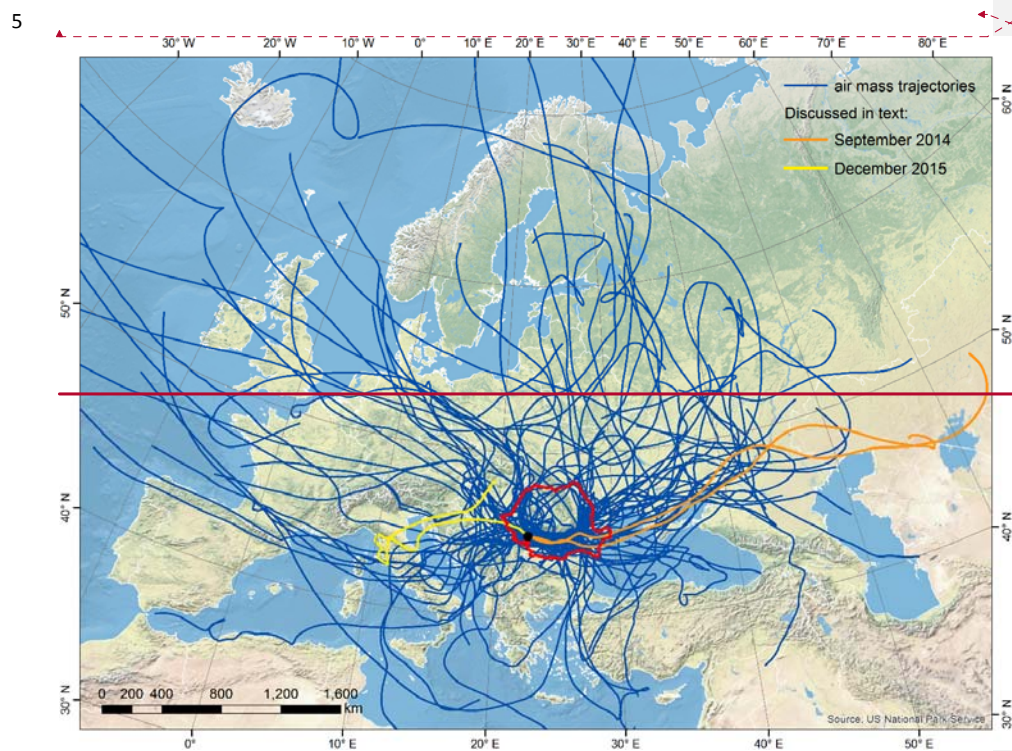 5
30° W 20° W 10° W 0° 10° E 20° E 30° E 40° E 50° E 60° E 70° E 80° E
60° N
air mass trajectories
Discussed in text:
September 2014
December 2015
50° N
50° N
40° N
40° N
30° N
30° N
0 200 400 800 1,200 1,600
km
Source: US National Park Service
0° 10° E 20° E 30° E 40° E 50° E